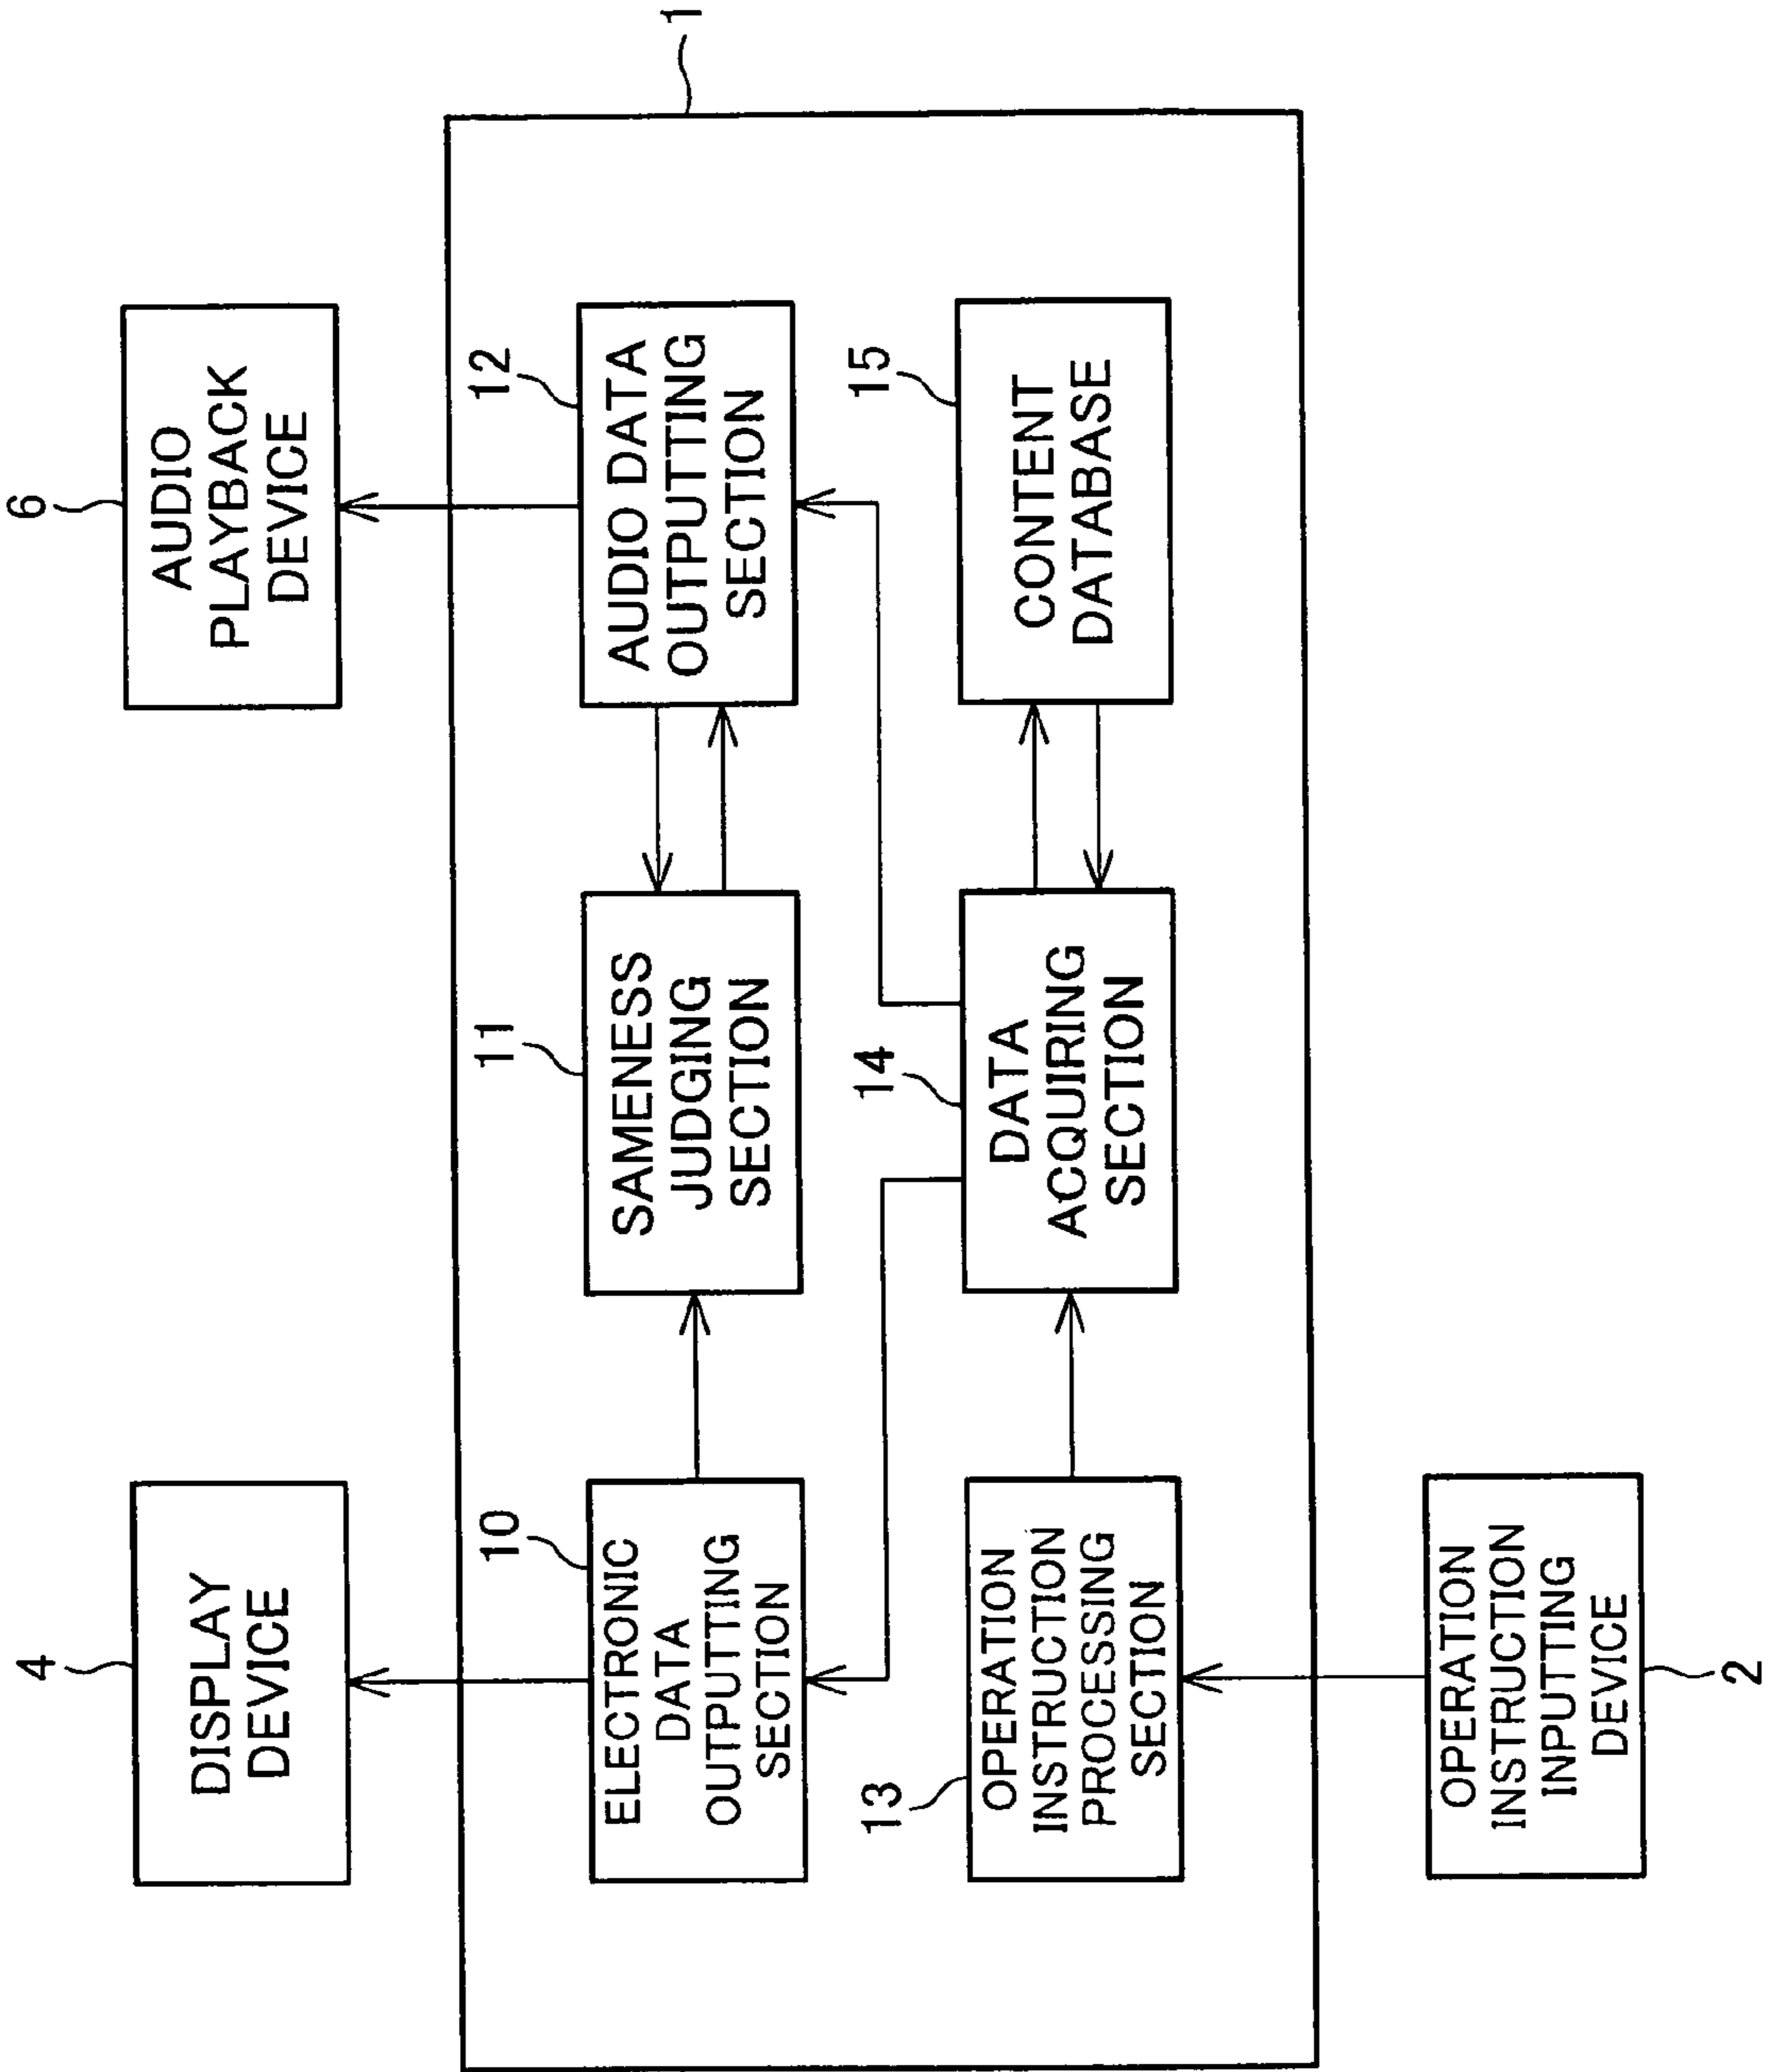 4
DISPLAY
DEVICE
6
AUDIO
PLAYBACK
DEVICE
1
10
ELECTRONIC
DATA
OUTPUTTING
SECTION
11
SAMENESS
JUDGING
SECTION
12
AUDIO DATA
OUTPUTTING
SECTION
13
OPERATION
INSTRUCTION
PROCESSING
SECTION
14
DATA
ACQUIRING
SECTION
15
CONTENT
DATABASE
OPERATION
INSTRUCTION
INPUTTING
DEVICE
2